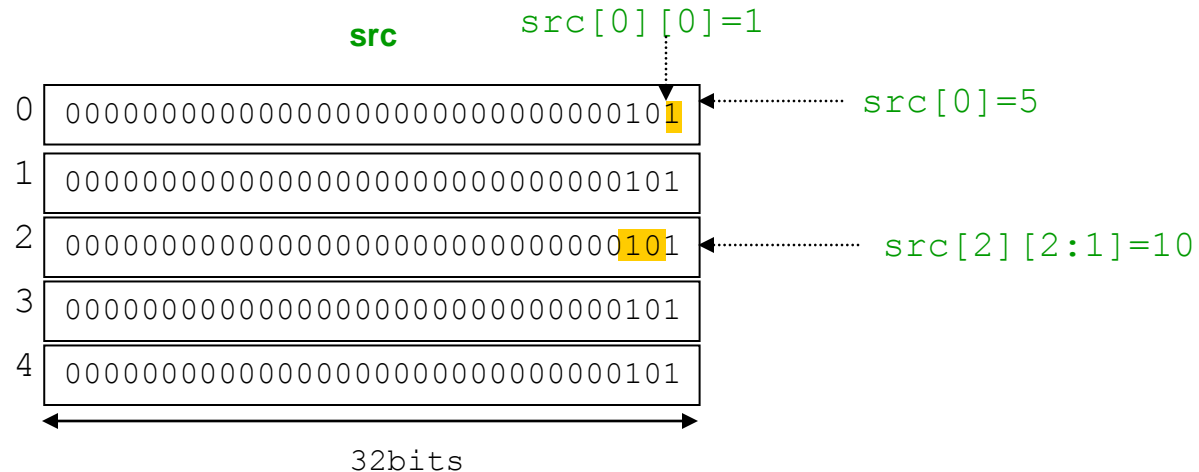 src
src[0][0]=1
0 00000000000000000000000000000101 src[0]=5
1 00000000000000000000000000000101
2 00000000000000000000000000000101 src[2][2:1]=10
3 00000000000000000000000000000101
4 00000000000000000000000000000101
32bits